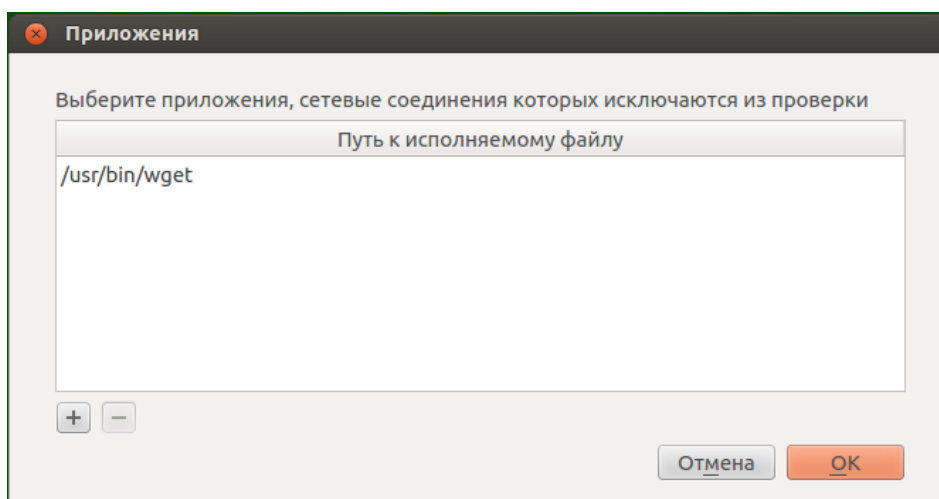 Приложения
Выберите приложения, сетевые соединения которых исключаются из проверки
Путь к исполняемому файлу
/usr/bin/wget
+ −
Отмена OK